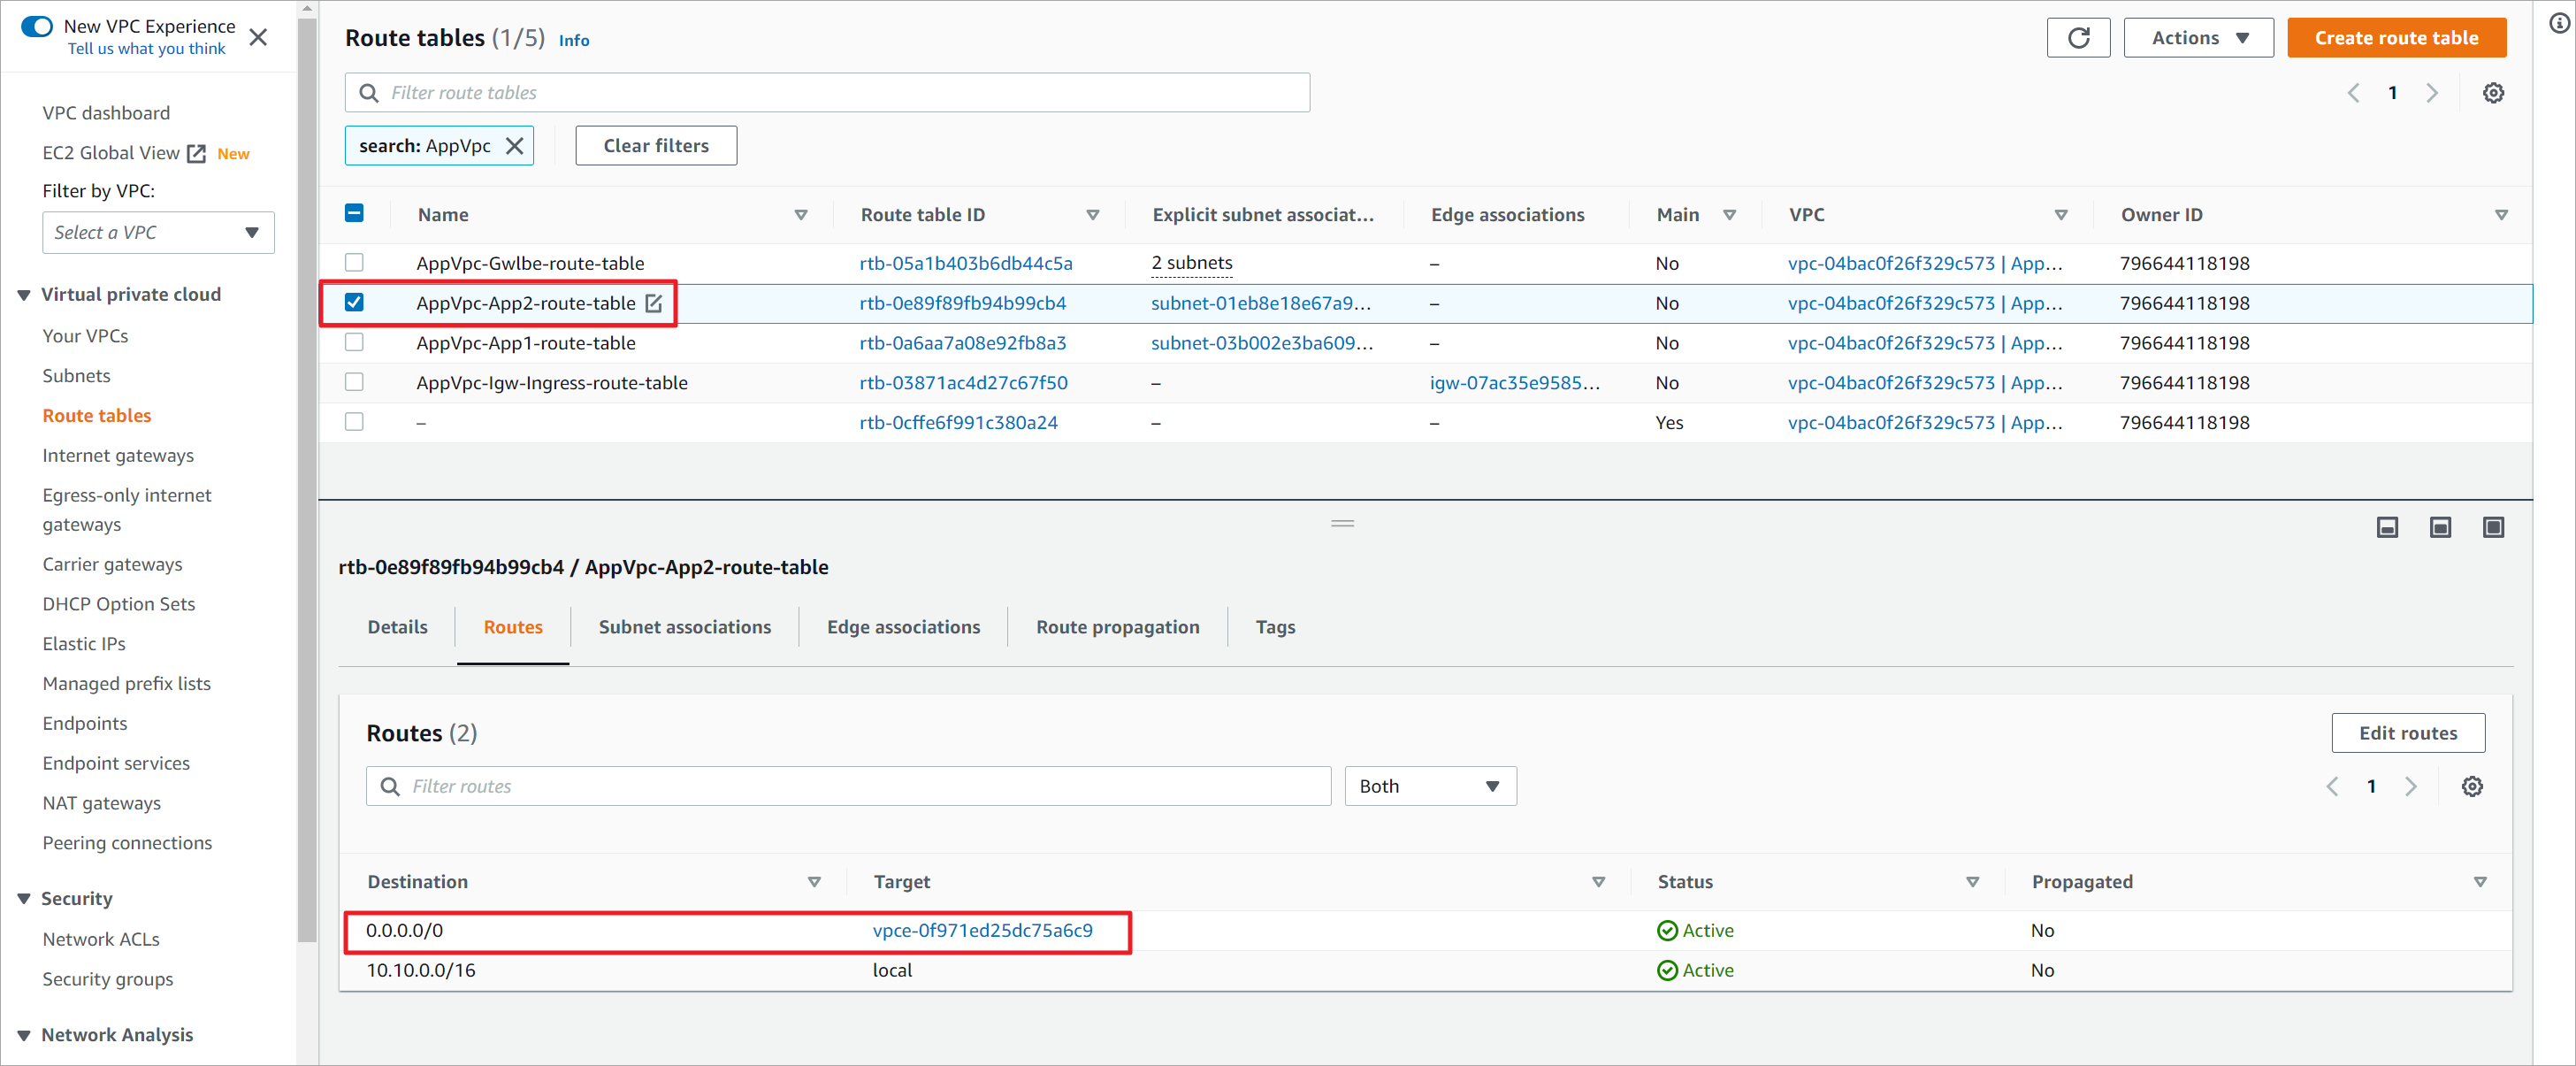 New VPC Experience
Tell us what you think
VPC dashboard
EC2 Global View New
Filter by VPC:
Select a VPC
Virtual private cloud
Your VPCs
Subnets
Route tables
Internet gateways
Egress-only internet
gateways
Carrier gateways
DHCP Option Sets
Elastic IPs
Managed prefix lists
Endpoints
Endpoint services
NAT gateways
Peering connections
Security
Network ACLs
Security groups
Network Analysis
Route tables (1/5) Info
Actions
Create route table
Filter route tables
1
search: AppVpc
Clear filters
Name Route table ID Explicit subnet associat... Edge associations Main VPC Owner ID
AppVpc-Gwlbe-route-table rtb-05a1b403b6db44c5a 2 subnets – No vpc-04bac0f26f329c573 | App... 796644118198
AppVpc-App2-route-table rtb-0e89f89fb94b99cb4 subnet-01eb8e18e67a9... – No vpc-04bac0f26f329c573 | App... 796644118198
AppVpc-App1-route-table rtb-0a6aa7a08e92fb8a3 subnet-03b002e3ba609... – No vpc-04bac0f26f329c573 | App... 796644118198
AppVpc-Igw-Ingress-route-table rtb-03871ac4d27c67f50 – igw-07ac35e9585... No vpc-04bac0f26f329c573 | App... 796644118198
– rtb-0cffe6f991c380a24 – – Yes vpc-04bac0f26f329c573 | App... 796644118198
rtb-0e89f89fb94b99cb4 / AppVpc-App2-route-table
Details Routes Subnet associations Edge associations Route propagation Tags
Routes (2)
Edit routes
Filter routes
Both
1
Destination Target Status Propagated
0.0.0.0/0 vpce-0f971ed25dc75a6c9 Active No
10.10.0.0/16 local Active No